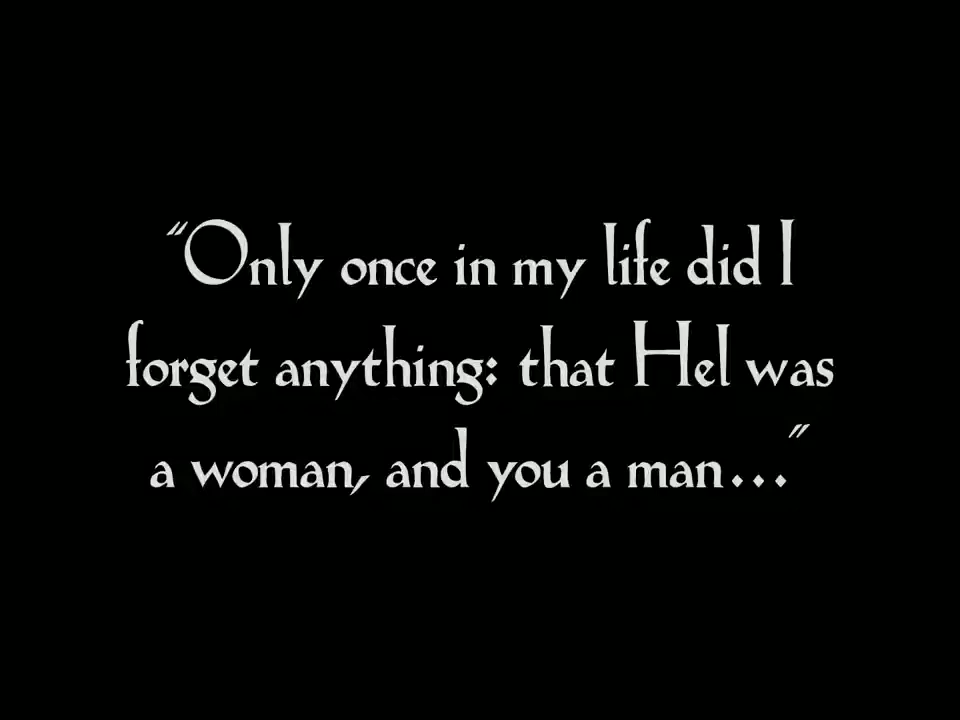 “Only once in my life did I
forget anything: that Hel was
a woman, and you a man...”